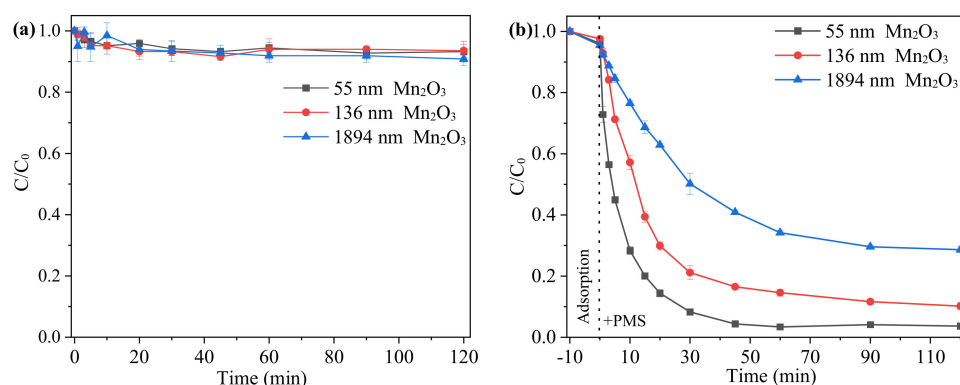 (a)
1.0
0.8
0.6
0.4
0.2
0.0
C/C₀
55 nm Mn₂O₃
136 nm Mn₂O₃
1894 nm Mn₂O₃
0 20 40 60 80 100 120
Time (min)
(b)
1.0
0.8
0.6
0.4
0.2
0.0
C/C₀
55 nm Mn₂O₃
136 nm Mn₂O₃
1894 nm Mn₂O₃
Adsorption
+PMS
-10 10 30 50 70 90 110
Time (min)